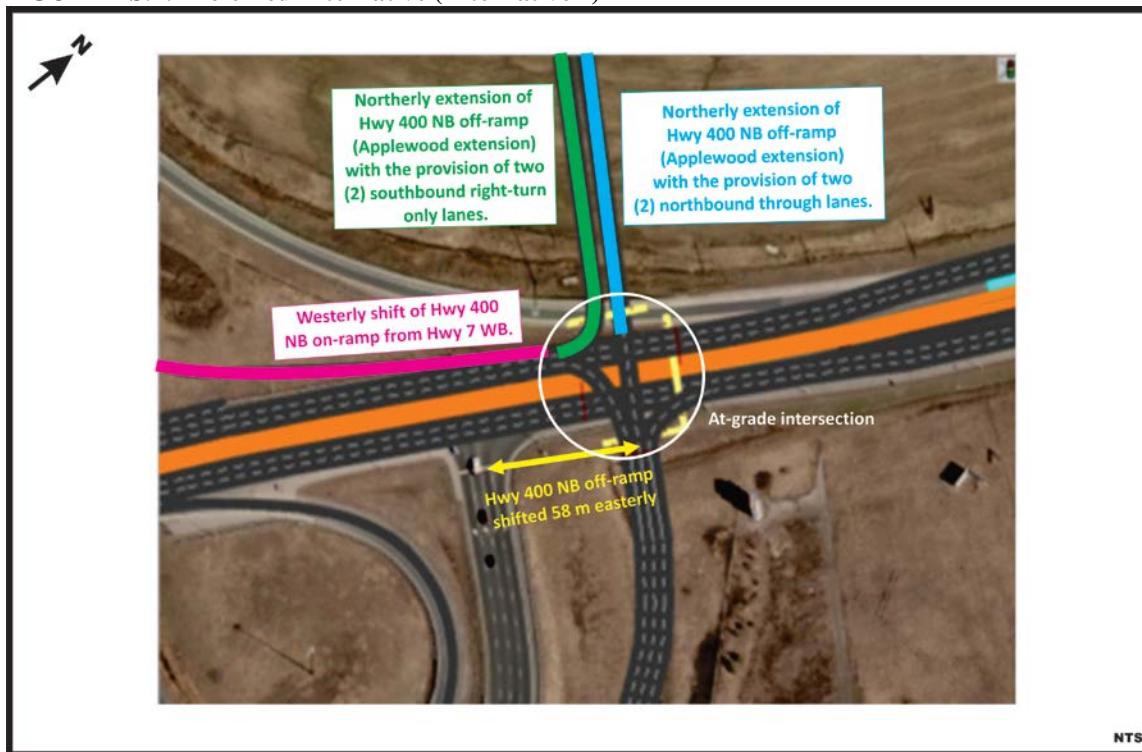 N
Northerly extension of
Hwy 400 NB off-ramp
(Applewood extension)
with the provision of two
(2) southbound right-turn
only lanes.
Northerly extension of
Hwy 400 NB off-ramp
(Applewood extension)
with the provision of two
(2) northbound through lanes.
Westerly shift of Hwy 400
NB on-ramp from Hwy 7 WB.
At-grade intersection
Hwy 400 NB off-ramp
shifted 58 m easterly
NTS